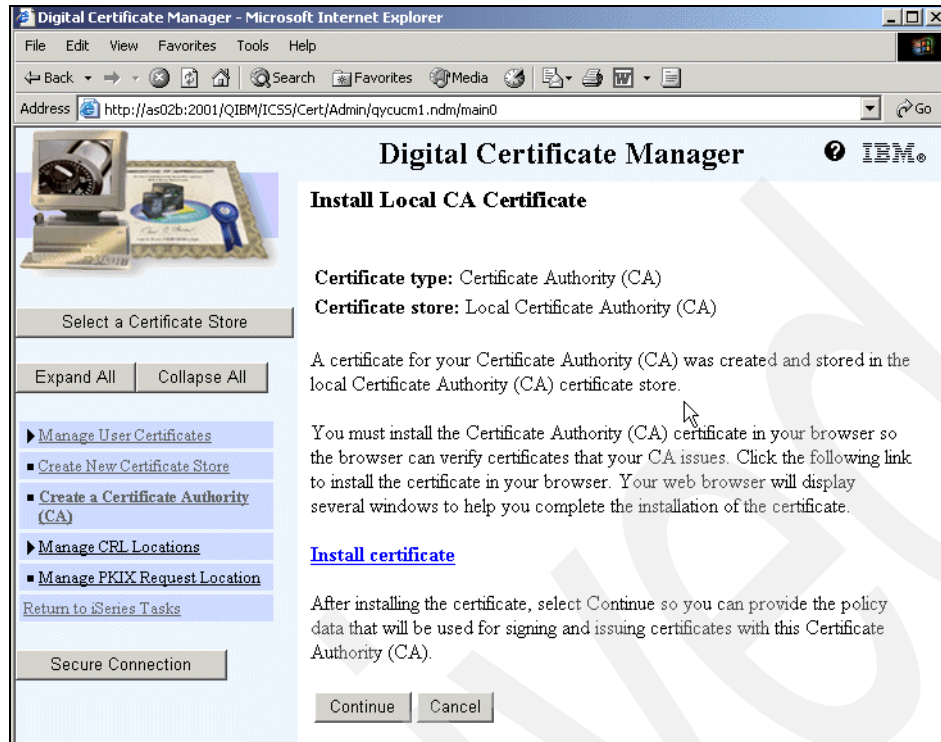 Digital Certificate Manager - Microsoft Internet Explorer
File Edit View Favorites Tools Help
Back Search Favorites Media
Address http://as02b:2001/QIBM/ICSS/Cert/Admin/qycucm1.ndm/main0 Go
Digital Certificate Manager ? IBM®
Install Local CA Certificate
Certificate type: Certificate Authority (CA)
Certificate store: Local Certificate Authority (CA)
Select a Certificate Store
Expand All Collapse All
Manage User Certificates
Create New Certificate Store
Create a Certificate Authority
(CA)
Manage CRL Locations
Manage PKIX Request Location
Return to iSeries Tasks
Secure Connection
A certificate for your Certificate Authority (CA) was created and stored in the
local Certificate Authority (CA) certificate store.
You must install the Certificate Authority (CA) certificate in your browser so
the browser can verify certificates that your CA issues. Click the following link
to install the certificate in your browser. Your web browser will display
several windows to help you complete the installation of the certificate.
Install certificate
After installing the certificate, select Continue so you can provide the policy
data that will be used for signing and issuing certificates with this Certificate
Authority (CA).
Continue Cancel